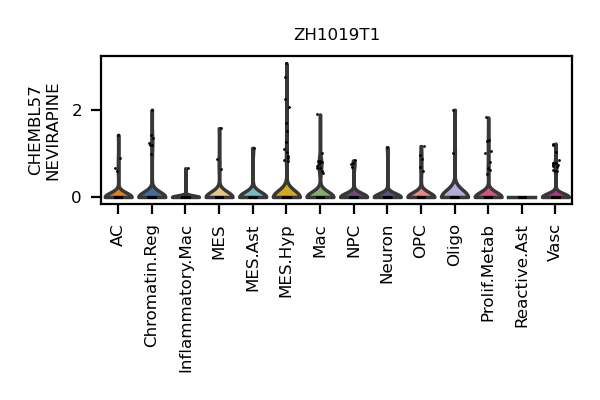 ZH1019T1
CHEMBL57
NEVIRAPINE
2
0
AC
Chromatin.Reg
Inflammatory.Mac
MES
MES.Ast
MES.Hyp
Mac
NPC
Neuron
OPC
Oligo
Prolif.Metab
Reactive.Ast
Vasc